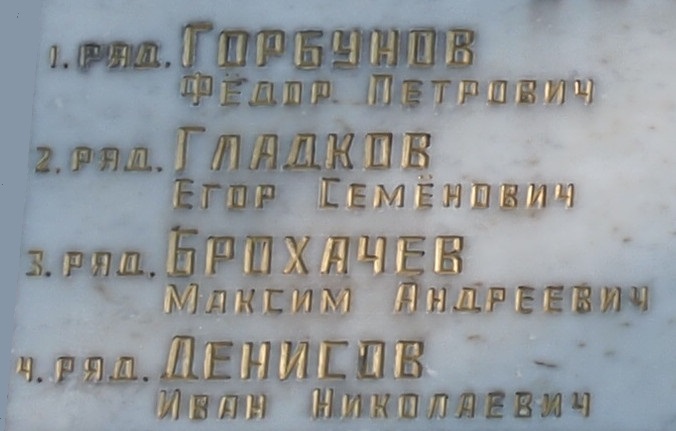 1. РЯД. ГОРБУНОВ
ФЁДОР ПЕТРОВИЧ
2. РЯД. ГЛАДКОВ
ЕГОР СЕМЁНОВИЧ
3. РЯД. БРОХАЧЕВ
МАКСИМ АНДРЕЕВИЧ
4. РЯД. ДЕНИСОВ
ИВАН НИКОЛАЕВИЧ